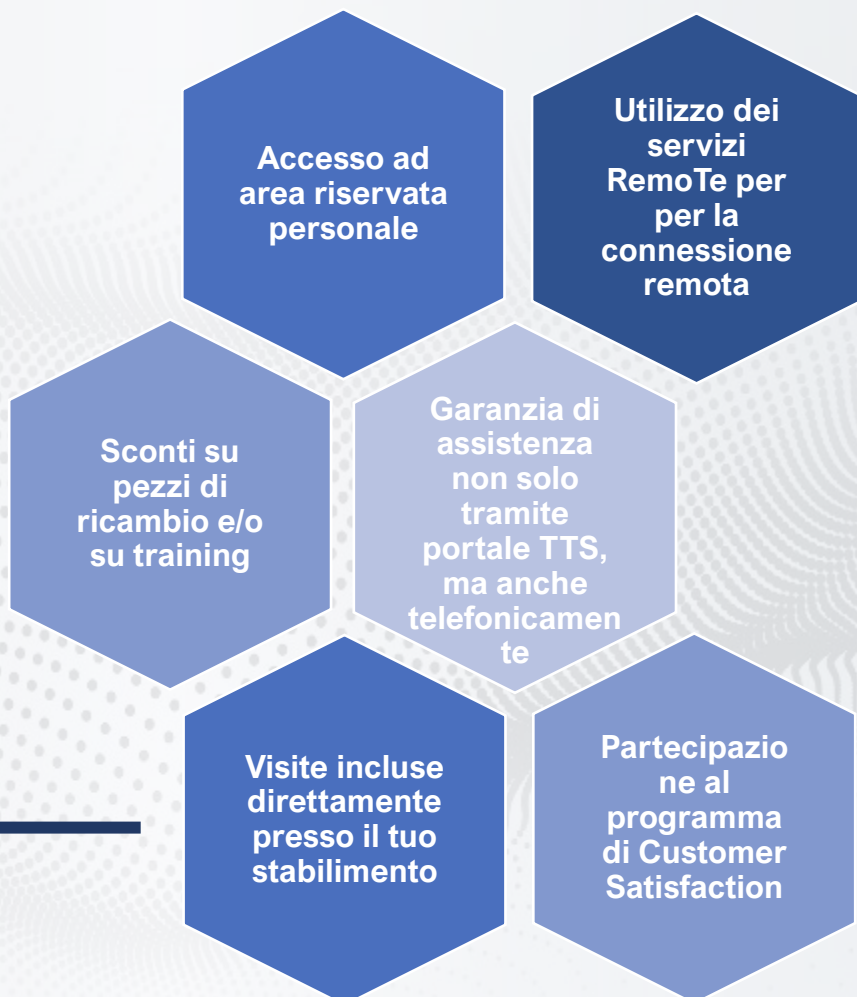 Accesso ad
area riservata
personale
Utilizzo dei
servizi
RemoTe per
per la
connessione
remota
Sconti su
pezzi di
ricambio e/o
su training
Garanzia di
assistenza
non solo
tramite
portale TTS,
ma anche
telefonicamen
te
Visite incluse
direttamente
presso il tuo
stabilimento
Partecipazio
ne al
programma
di Customer
Satisfaction